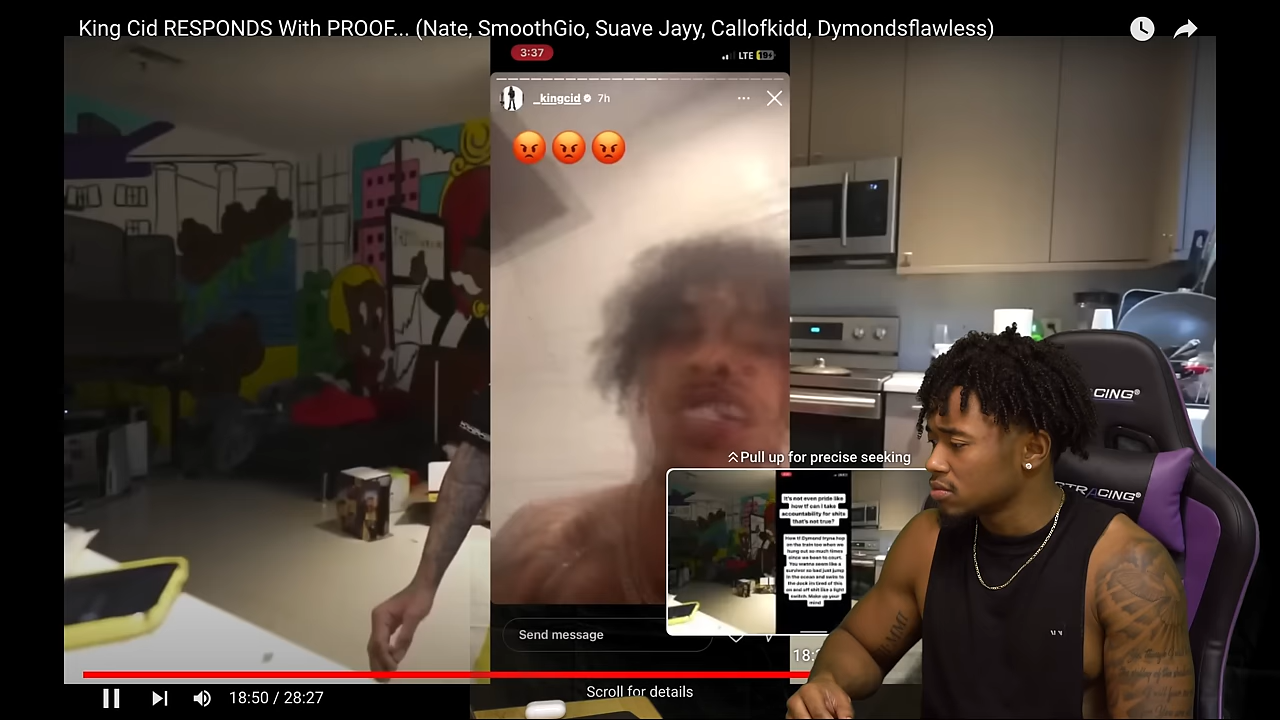 King Cid RESPONDS With PROOF... (Nate, SmoothGio, Suave Jayy, Callofkidd, Dymondsflawless)
3:37
LTE 19+
_kingcid 7h
CING®
Pull up for precise seeking
It's not even pride like
how tf can I take
accountability for shits
that's not true?
How tf Dymond tryna hop
on the train too when we
hung out so much times
since we been to court.
You wanna seem like a
survivor so bad just jump
in the ocean and swim to
the dock im tired of this
on and off shit like a light
switch. Make up your
mind
RACING®
Send message
18:
Scroll for details
18:50 / 28:27